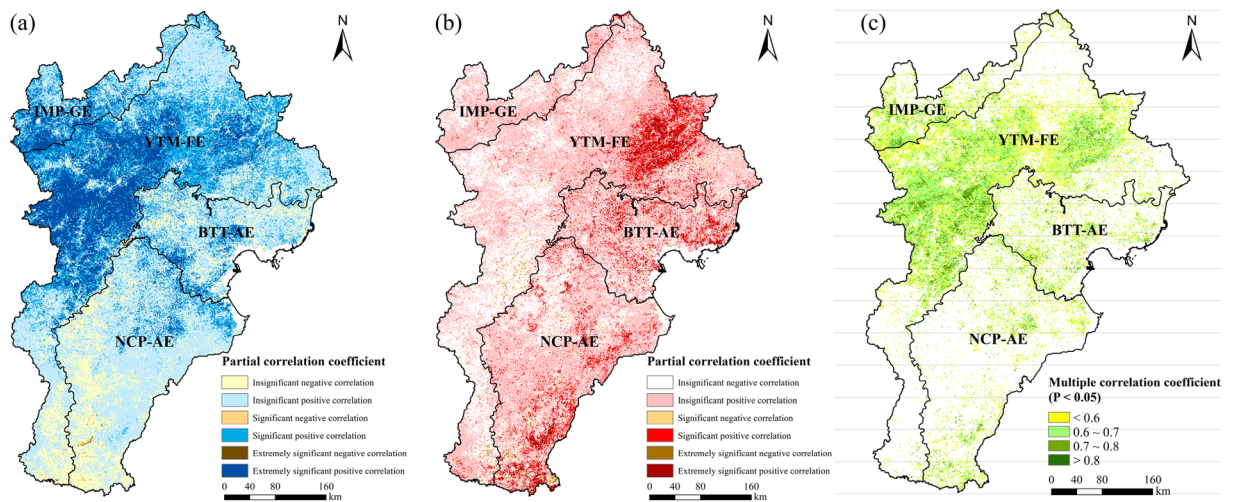 (a)
N
IMP-GE
YTM-FE
BTT-AE
NCP-AE
Partial correlation coefficient
Insignificant negative correlation
Insignificant positive correlation
Significant negative correlation
Significant positive correlation
Extremely significant negative correlation
Extremely significant positive correlation
0 40 80 160
km
(b)
N
IMP-GE
YTM-FE
BTT-AE
NCP-AE
Partial correlation coefficient
Insignificant negative correlation
Insignificant positive correlation
Significant negative correlation
Significant positive correlation
Extremely significant negative correlation
Extremely significant positive correlation
0 40 80 160
km
(c)
N
IMP-GE
YTM-FE
BTT-AE
NCP-AE
Multiple correlation coefficient
(P < 0.05)
< 0.6
0.6 ~ 0.7
0.7 ~ 0.8
> 0.8
0 40 80 160
km